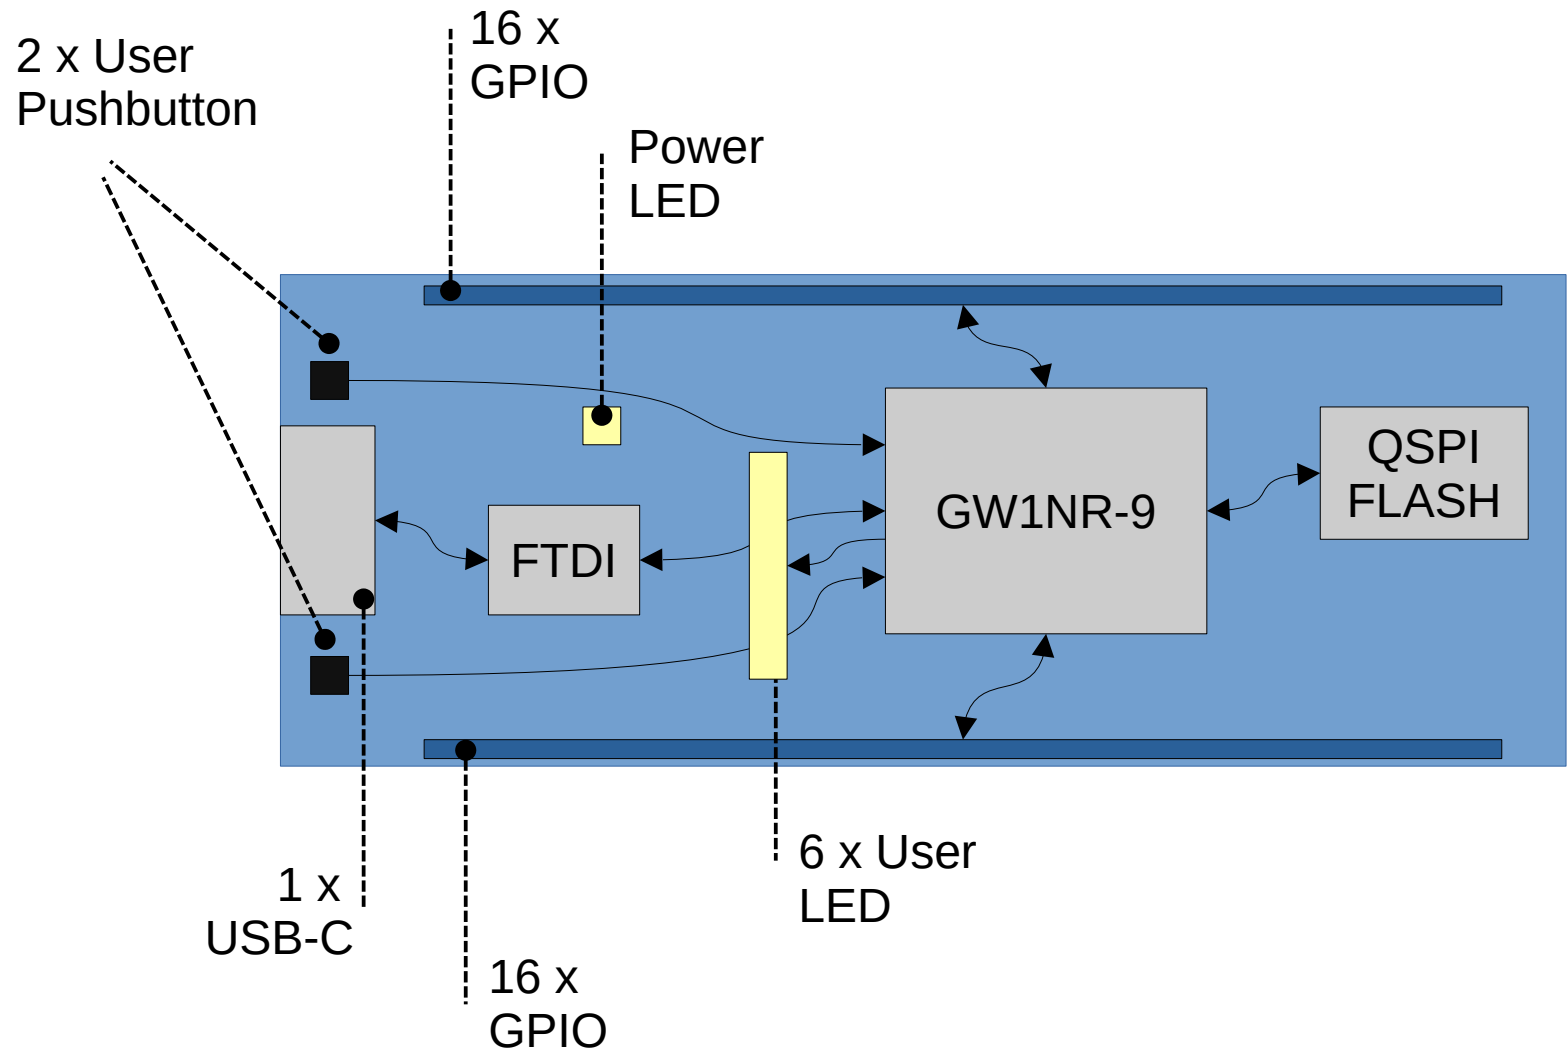 16 x
GPIO
2 x User
Pushbutton
Power
LED
QSPI
FLASH
GW1NR-9
FTDI
6 x User
LED
1 x
USB-C
16 x
GPIO